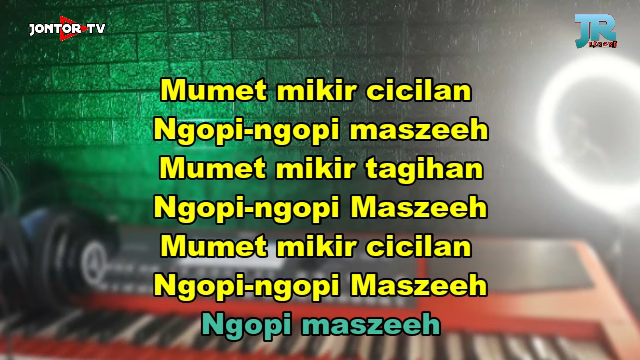 JONTOR TV
JR
Mumet mikir cicilan
Ngopi-ngopi maszeeh
Mumet mikir tagihan
Ngopi-ngopi Maszeeh
Mumet mikir cicilan
Ngopi-ngopi Maszeeh
Ngopi maszeeh